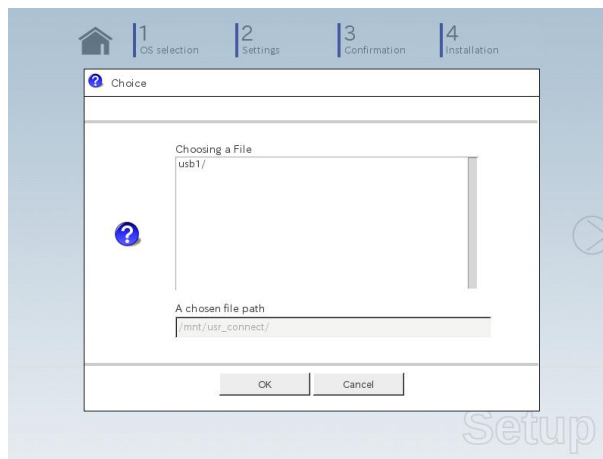 1
OS selection
2
Settings
3
Confirmation
4
Installation
Choice
Choosing a File
usb1/
A chosen file path
/mnt/usr_connect/
OK
Cancel
Setup